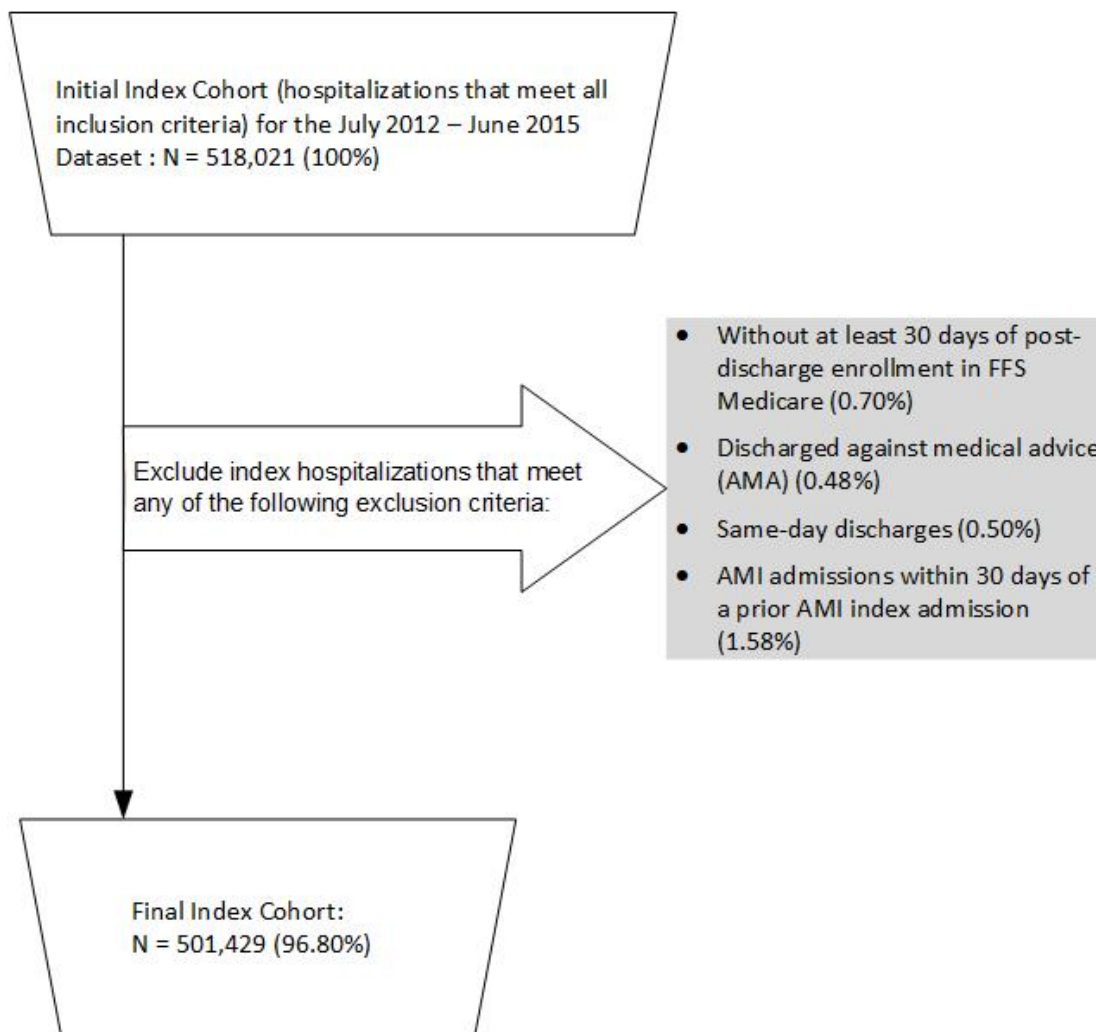 Initial Index Cohort (hospitalizations that meet all
inclusion criteria) for the July 2012 – June 2015
Dataset : N = 518,021 (100%)
Exclude index hospitalizations that meet
any of the following exclusion criteria:
• Without at least 30 days of post-
discharge enrollment in FFS
Medicare (0.70%)
• Discharged against medical advice
(AMA) (0.48%)
• Same-day discharges (0.50%)
• AMI admissions within 30 days of
a prior AMI index admission
(1.58%)
Final Index Cohort:
N = 501,429 (96.80%)